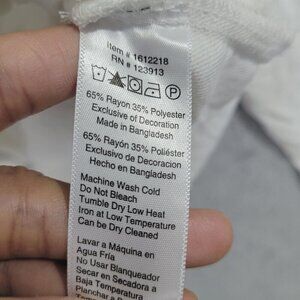 Item # 1612218
RN # 123913
65% Rayon 35% Polyester
Exclusive of Decoration
Made in Bangladesh
65% Rayon 35% Poliéster
Exclusivo de Decoracion
Hecho en Bangladesh
Machine Wash Cold
Do Not Bleach
Tumble Dry Low Heat
Iron at Low Temperature
Can be Dry Cleaned
Lavar a Máquina en
Agua Fría
No Usar Blanqueador
Secar en Secadora a
Baja Temperatura
Planchar a